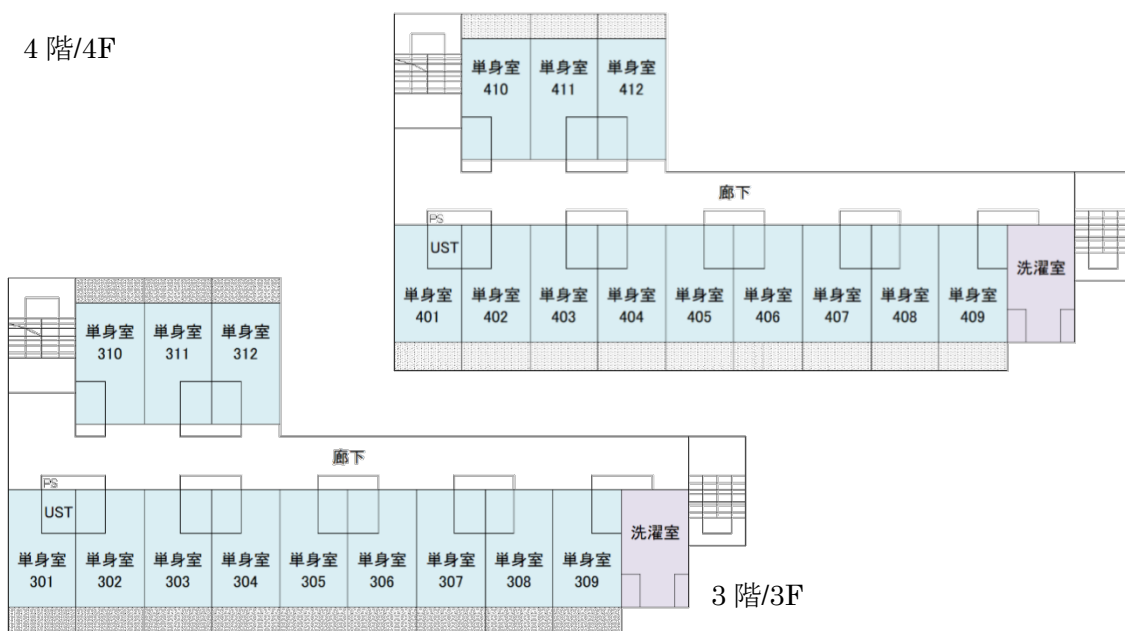 4 階/4F
単身室
410
単身室
411
単身室
412
廊下
PS
UST
単身室
401
単身室
402
単身室
403
単身室
404
単身室
405
単身室
406
単身室
407
単身室
408
単身室
409
洗濯室
単身室
310
単身室
311
単身室
312
廊下
PS
UST
単身室
301
単身室
302
単身室
303
単身室
304
単身室
305
単身室
306
単身室
307
単身室
308
単身室
309
洗濯室
3 階/3F